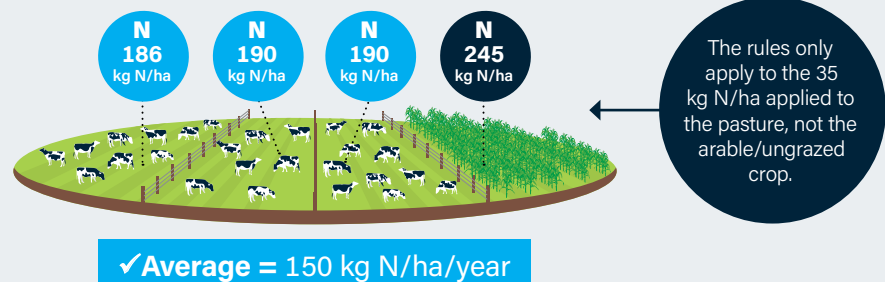 N
186
kg N/ha
N
190
kg N/ha
N
190
kg N/ha
N
245
kg N/ha
The rules only
apply to the 35
kg N/ha applied to
the pasture, not the
arable/ungrazed
crop.
✓Average = 150 kg N/ha/year